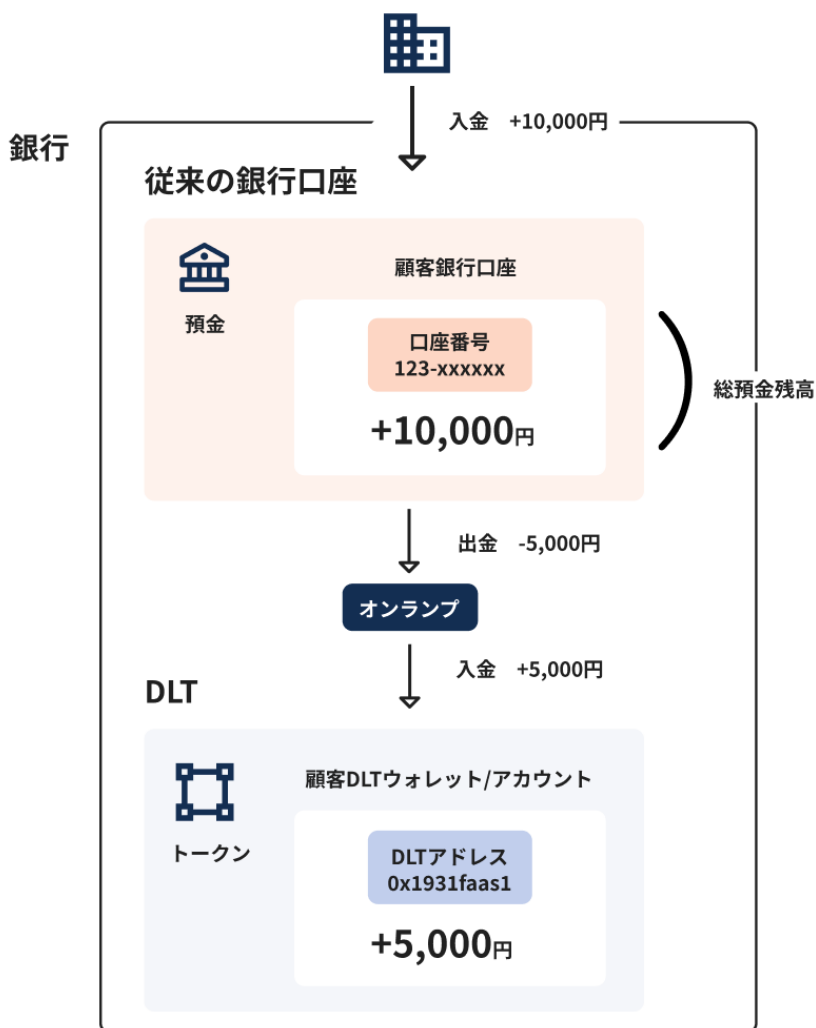 入金 +10,000円
銀行
従来の銀行口座
顧客銀行口座
預金
口座番号
123-xxxxxx
+10,000円
総預金残高
出金 -5,000円
オンランプ
入金 +5,000円
DLT
顧客DLTウォレット/アカウント
トークン
DLTアドレス
0x1931faas1
+5,000円